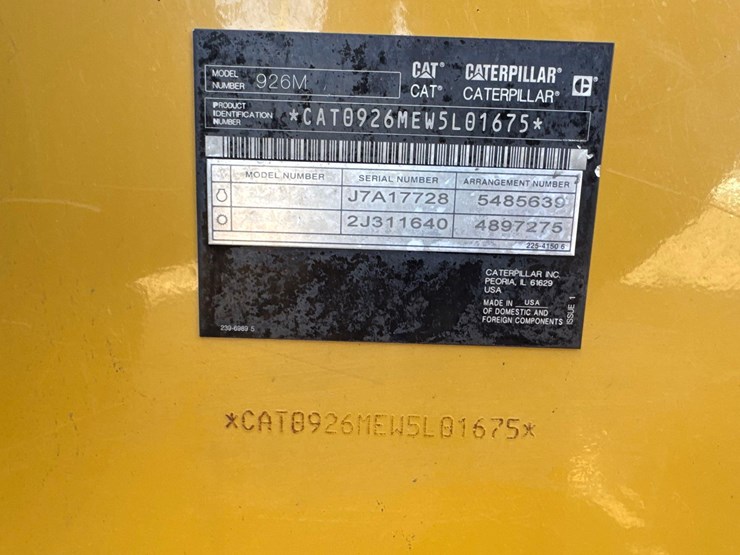 CAT® CATERPILLAR®
CAT® CATERPILLAR®
MODEL NUMBER 926M
PRODUCT IDENTIFICATION NUMBER *CAT0926MEW5L01675*
MODEL NUMBER SERIAL NUMBER ARRANGEMENT NUMBER
J7A17728 5485639
2J311640 4897275
225-4150 6
CATERPILLAR INC.
PEORIA, IL 61629
USA
MADE IN USA
OF DOMESTIC AND
FOREIGN COMPONENTS
ISSUE 1
239-6989 5
*CAT0926MEW5L01675*